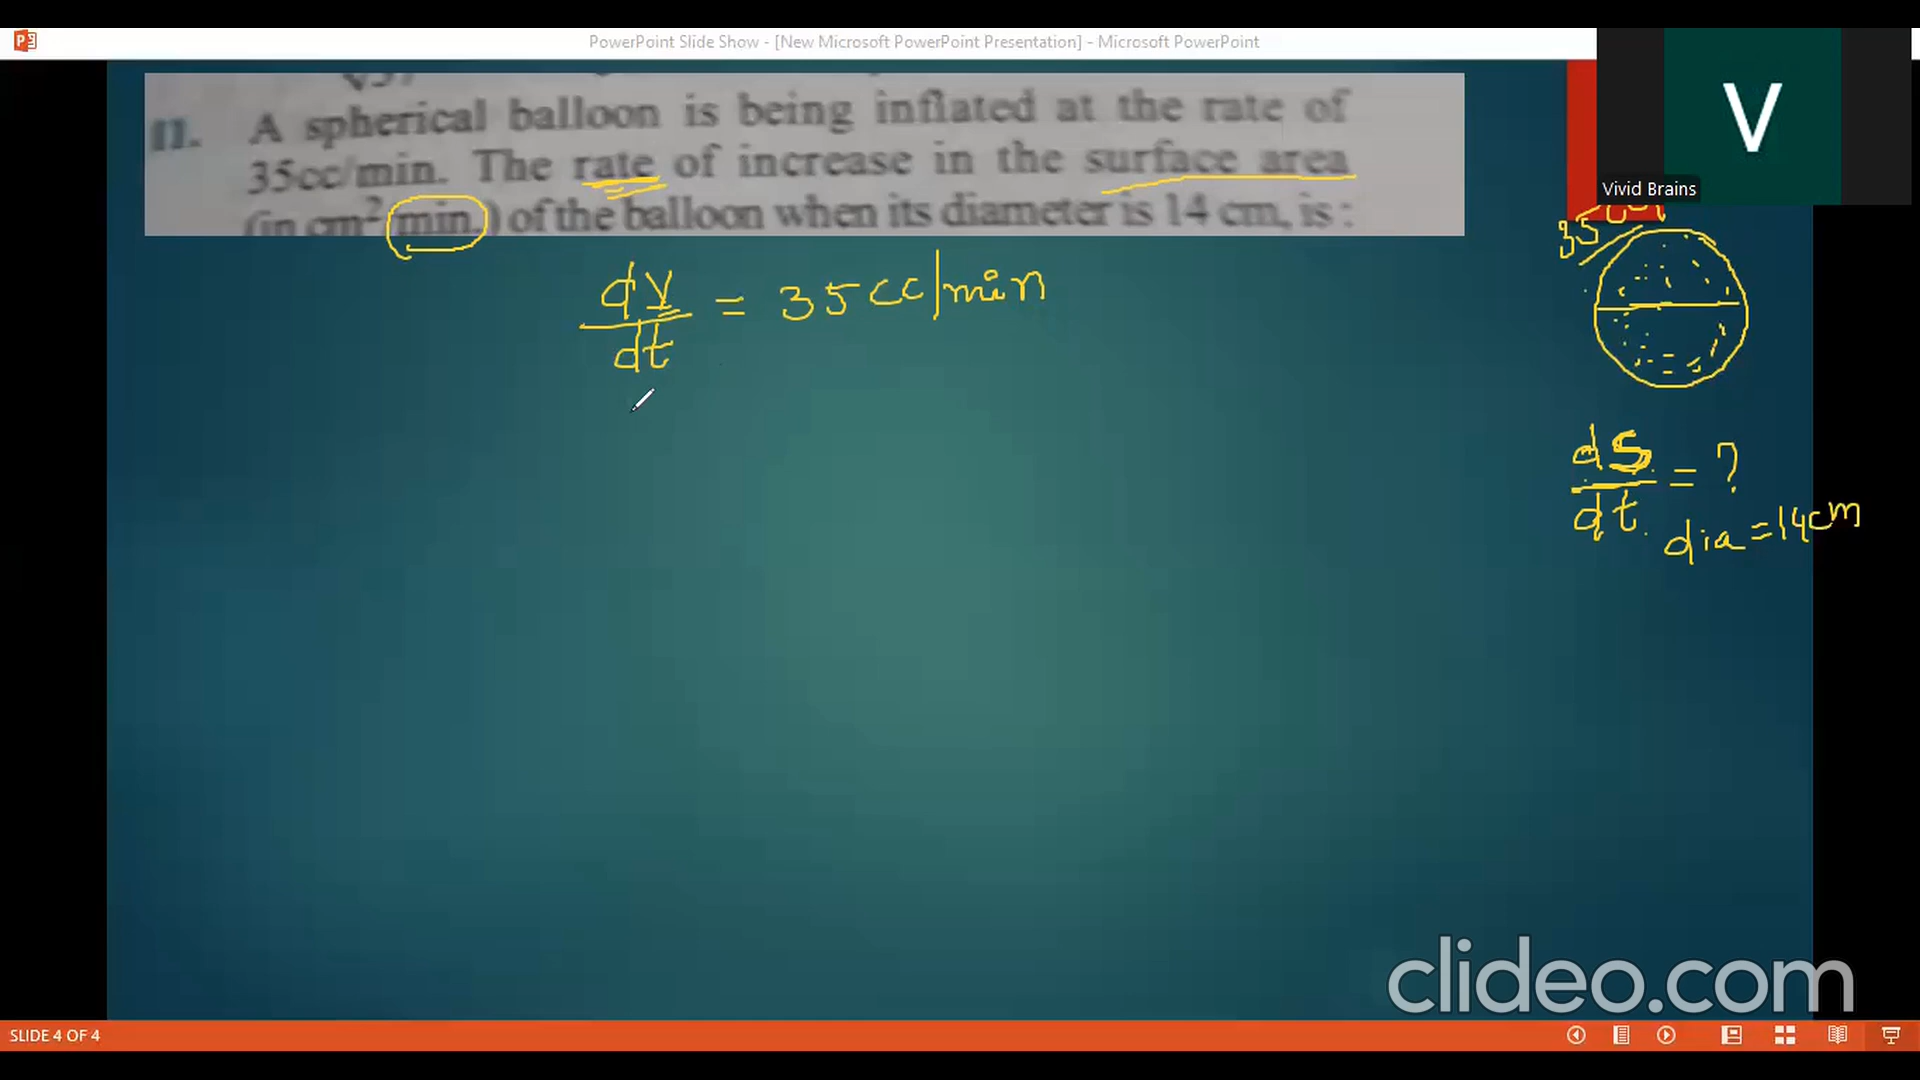 PowerPoint Slide Show - [New Microsoft PowerPoint Presentation] - Microsoft PowerPoint
V
Vivid Brains
11. A spherical balloon is being inflated at the rate of
35cc/min. The rate of increase in the surface area
(in cm²/min.) of the balloon when its diameter is 14 cm, is :
dv/dt = 35cc/min
35
dS/dt = ?
dia = 14cm
clideo.com
SLIDE 4 OF 4